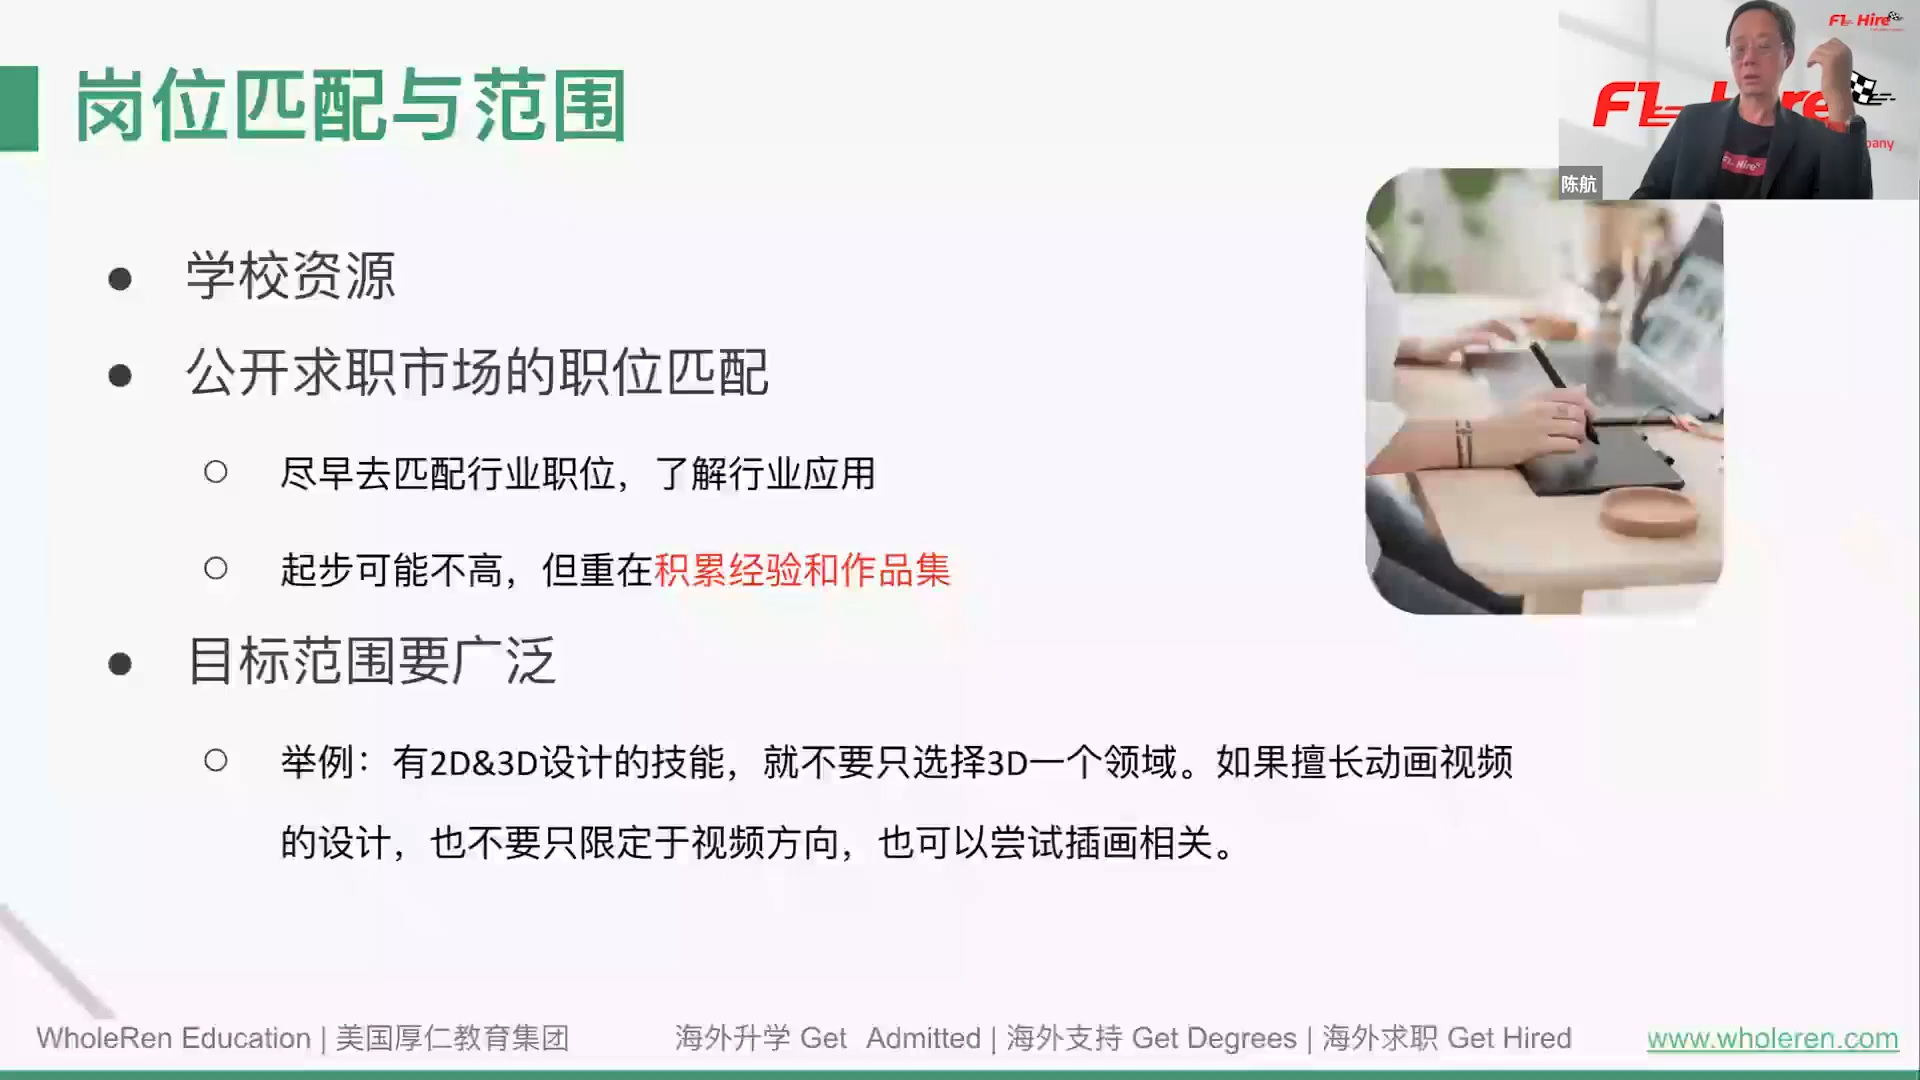 岗位匹配与范围
F1 Hire
陈航
F1 Hire
学校资源
公开求职市场的职位匹配
尽早去匹配行业职位，了解行业应用
起步可能不高，但重在积累经验和作品集
目标范围要广泛
举例：有2D&3D设计的技能，就不要只选择3D一个领域。如果擅长动画视频
的设计，也不要只限定于视频方向，也可以尝试插画相关。
WholeRen Education | 美国厚仁教育集团
海外升学 Get Admitted | 海外支持 Get Degrees | 海外求职 Get Hired
www.wholeren.com